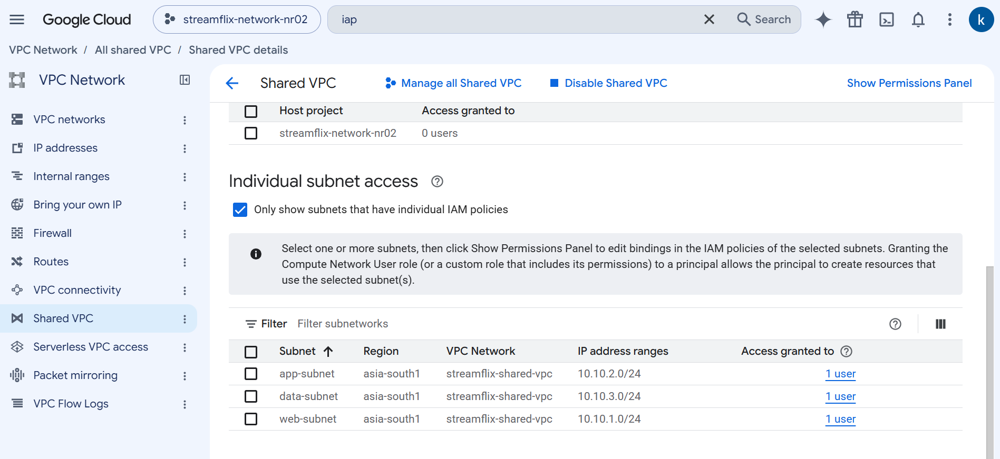 Google Cloud
streamflix-network-nr02
iap
Search
k
VPC Network / All shared VPC / Shared VPC details
VPC Network
VPC networks
IP addresses
Internal ranges
Bring your own IP
Firewall
Routes
VPC connectivity
Shared VPC
Serverless VPC access
Packet mirroring
VPC Flow Logs
Shared VPC
Manage all Shared VPC
Disable Shared VPC
Show Permissions Panel
Host project Access granted to
streamflix-network-nr02 0 users
Individual subnet access
Only show subnets that have individual IAM policies
Select one or more subnets, then click Show Permissions Panel to edit bindings in the IAM policies of the selected subnets. Granting the
Compute Network User role (or a custom role that includes its permissions) to a principal allows the principal to create resources that
use the selected subnet(s).
Filter Filter subnetworks
Subnet Region VPC Network IP address ranges Access granted to
app-subnet asia-south1 streamflix-shared-vpc 10.10.2.0/24 1 user
data-subnet asia-south1 streamflix-shared-vpc 10.10.3.0/24 1 user
web-subnet asia-south1 streamflix-shared-vpc 10.10.1.0/24 1 user